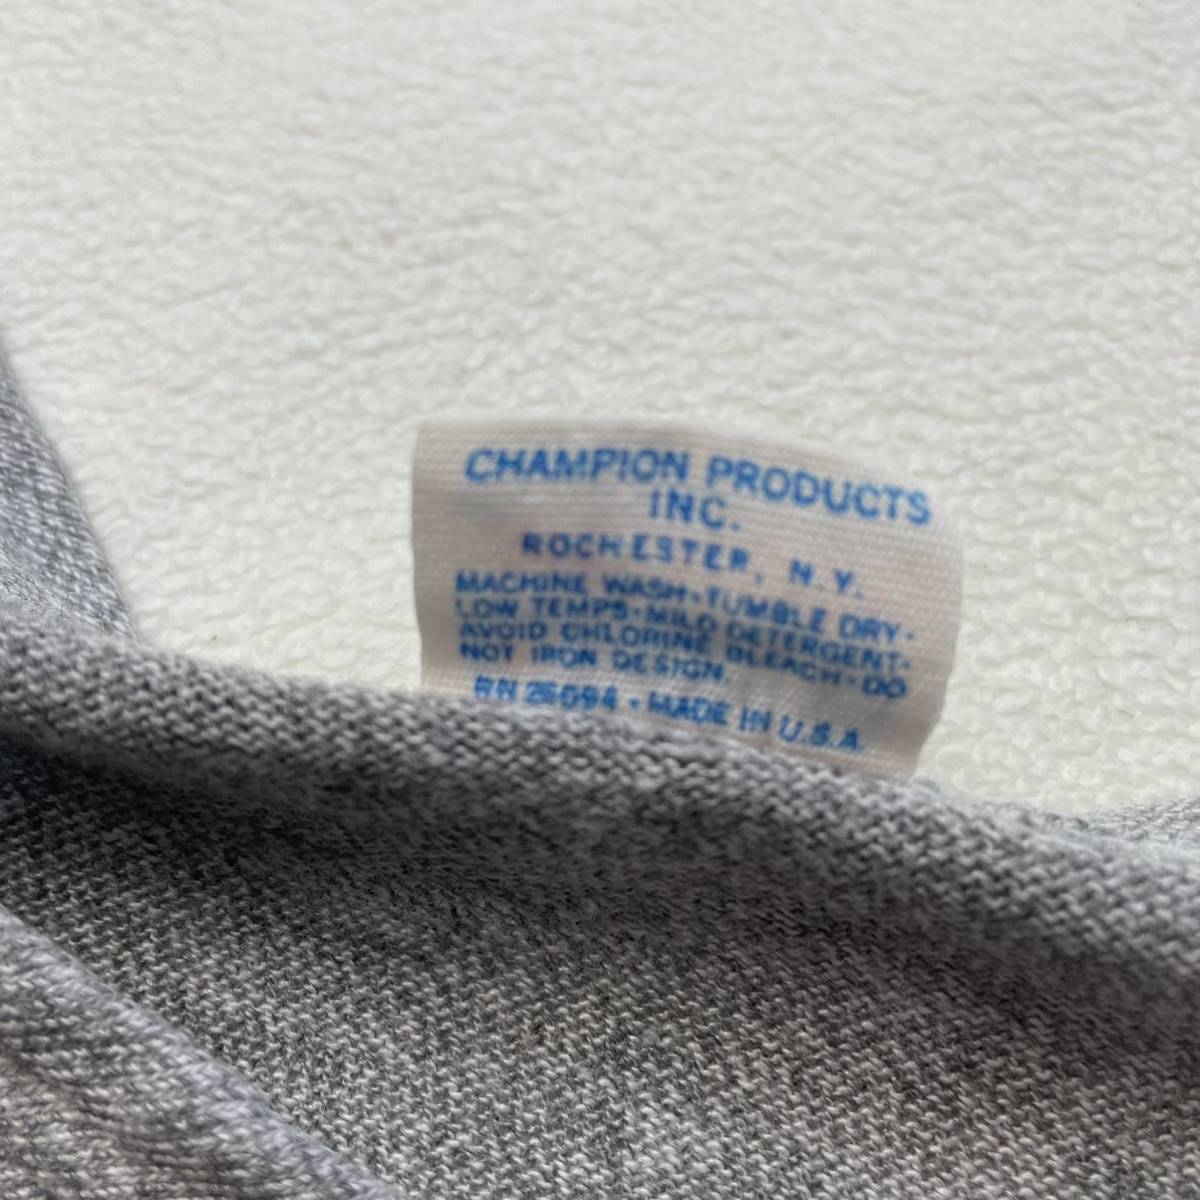 CHAMPION PRODUCTS
INC.
ROCHESTER, N.Y.
MACHINE WASH•TUMBLE DRY•
LOW TEMPS•MILD DETERGENT•
AVOID CHLORINE BLEACH•DO
NOT IRON DESIGN
RN 26094 • MADE IN U.S.A.